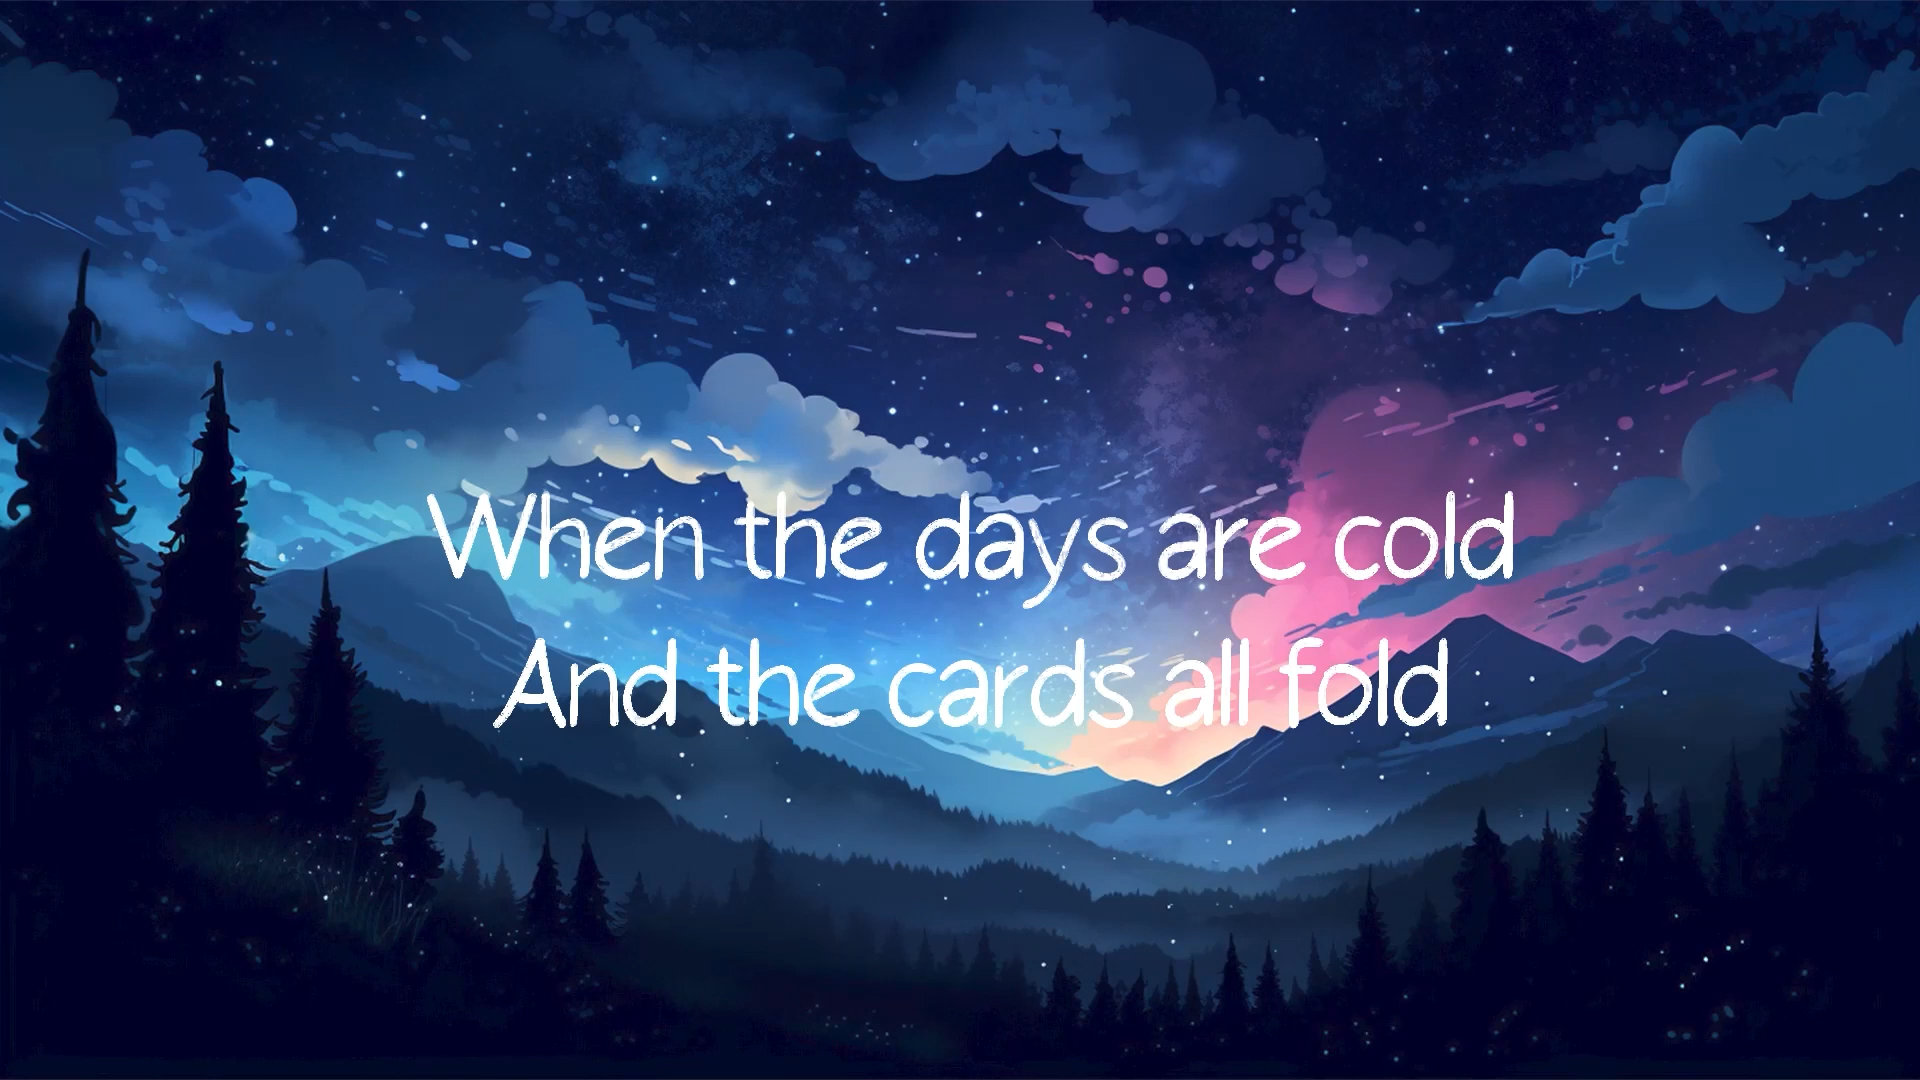 When the days are cold
And the cards all fold